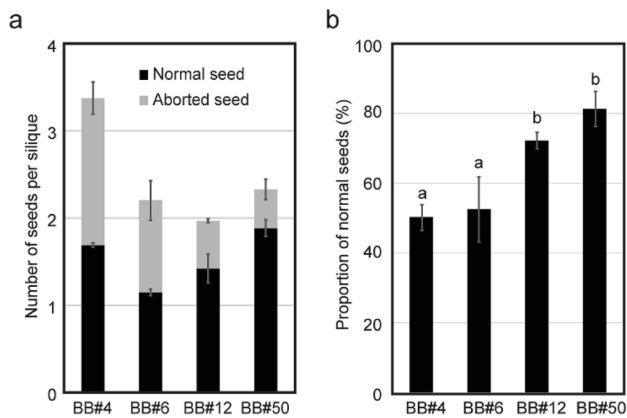 a
Number of seeds per silique
4
3
2
1
0
Normal seed
Aborted seed
BB#4 BB#6 BB#12 BB#50
b
Proportion of normal seeds (%)
100
80
60
40
20
0
a
a
b
b
BB#4 BB#6 BB#12 BB#50